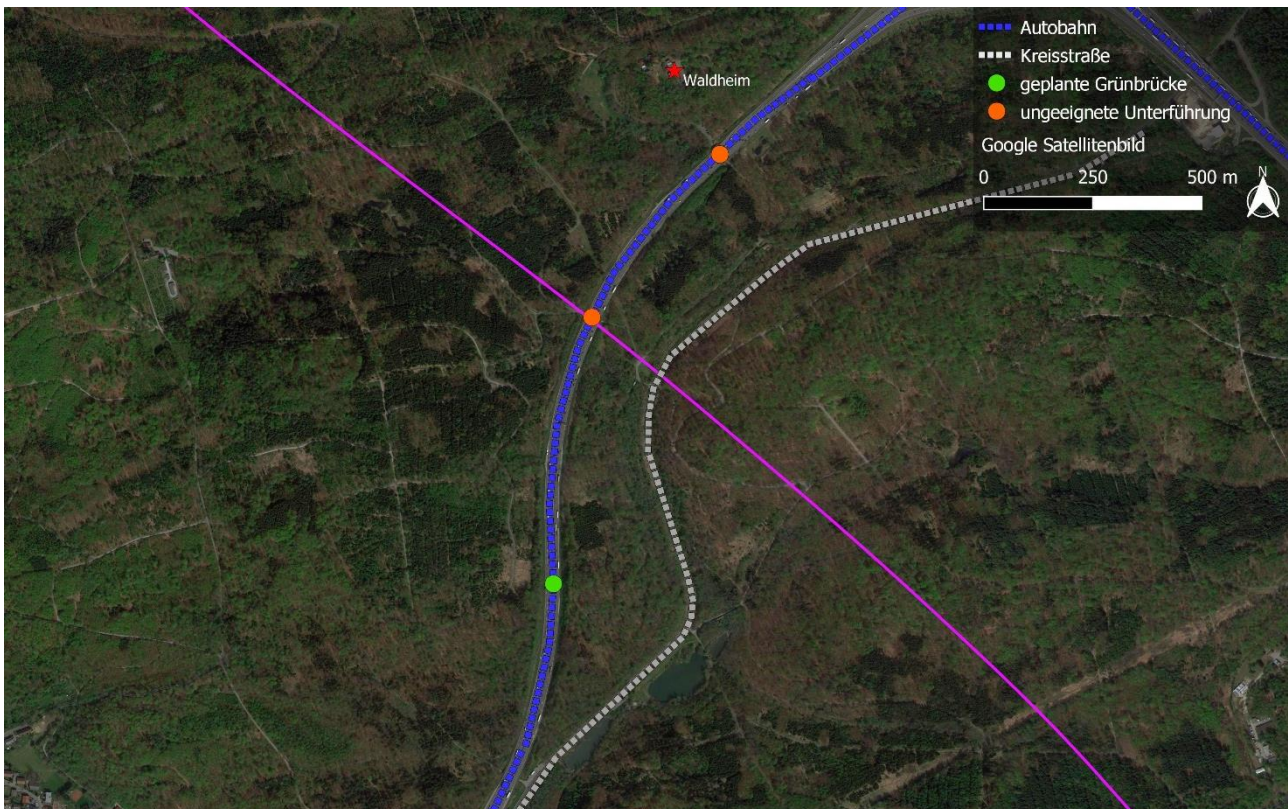 Autobahn
Kreisstraße
geplante Grünbrücke
ungeeignete Unterführung
Google Satellitenbild
0 250 500 m
N
Waldheim